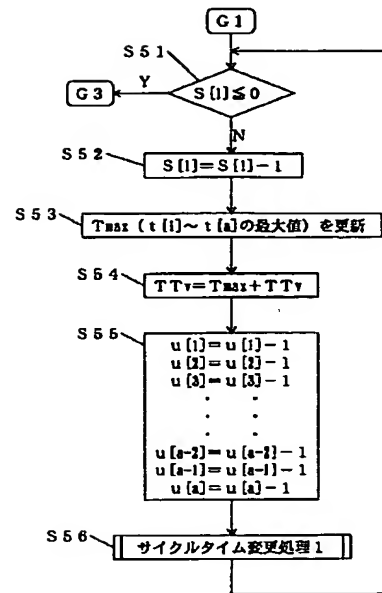 G1
S51
Y
G3
S[1]≦0
N
S52
S[1]=S[1]-1
S53
Tmax (t[1]~t[a]の最大値) を更新
S54
TTv=Tmax+TTv
S55
u[1]=u[1]-1
u[2]=u[2]-1
u[3]=u[3]-1
・ ・
・ ・
u[a-2]=u[a-2]-1
u[a-1]=u[a-1]-1
u[a]=u[a]-1
S56
サイクルタイム変更処理1